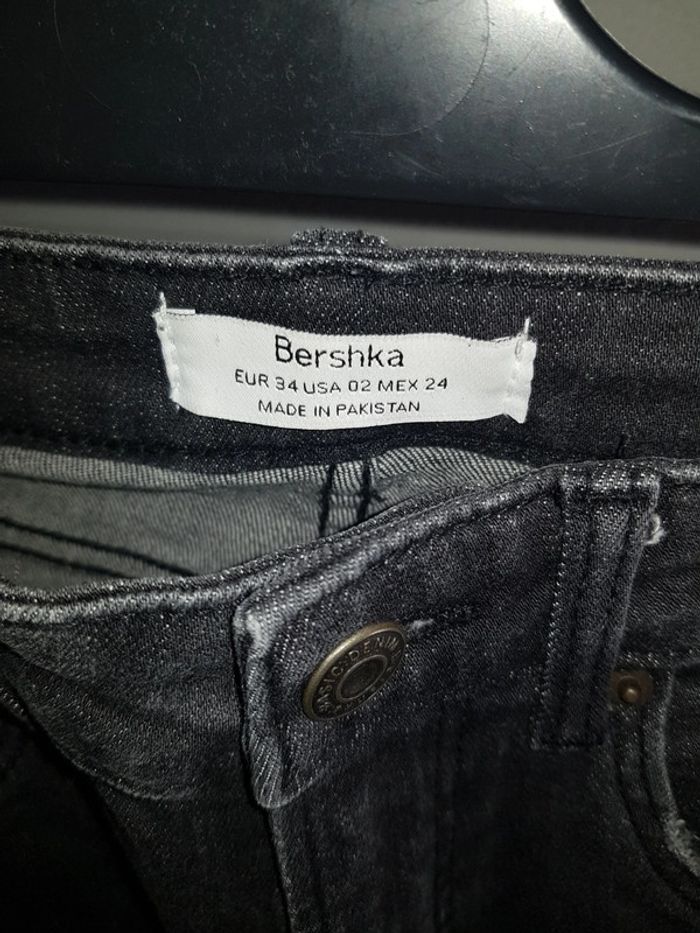 Bershka
EUR 34 USA 02 MEX 24
MADE IN PAKISTAN